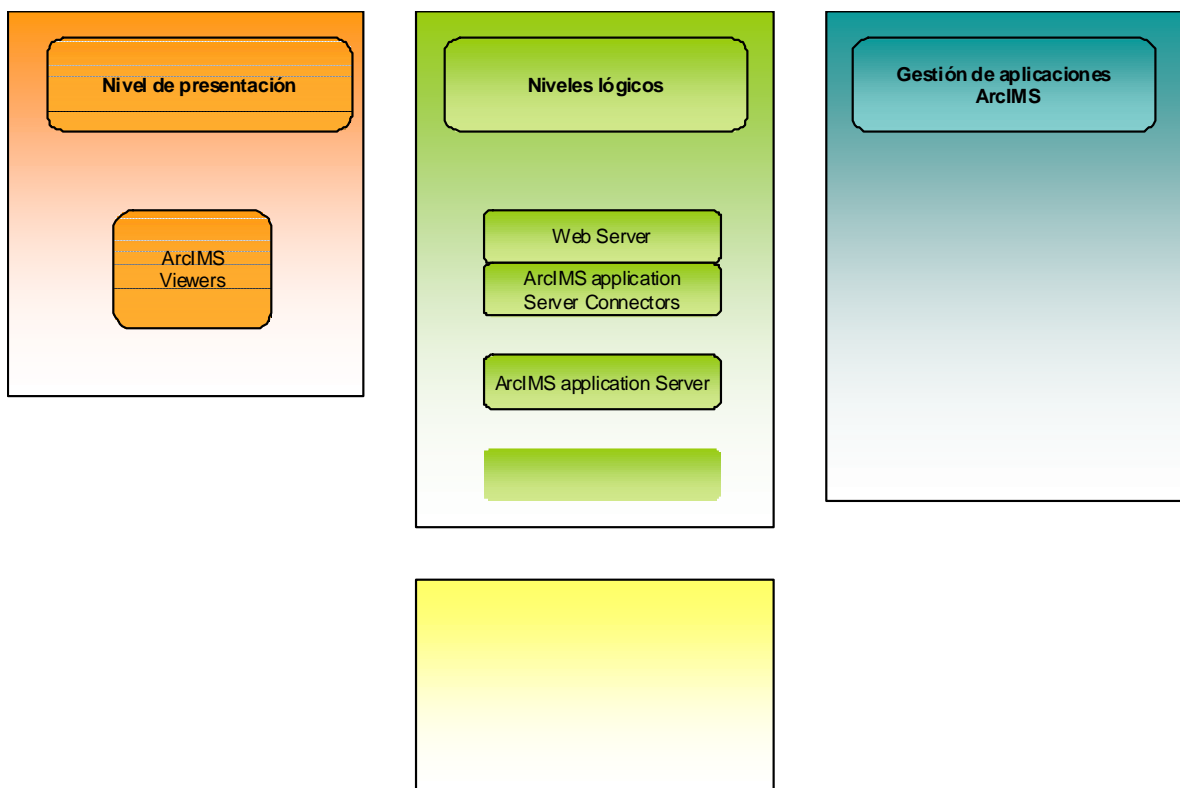 Nivel de presentación
ArcIMS
Viewers
Niveles lógicos
Web Server
ArcIMS application
Server Connectors
ArcIMS application Server
Gestión de aplicaciones
ArcIMS